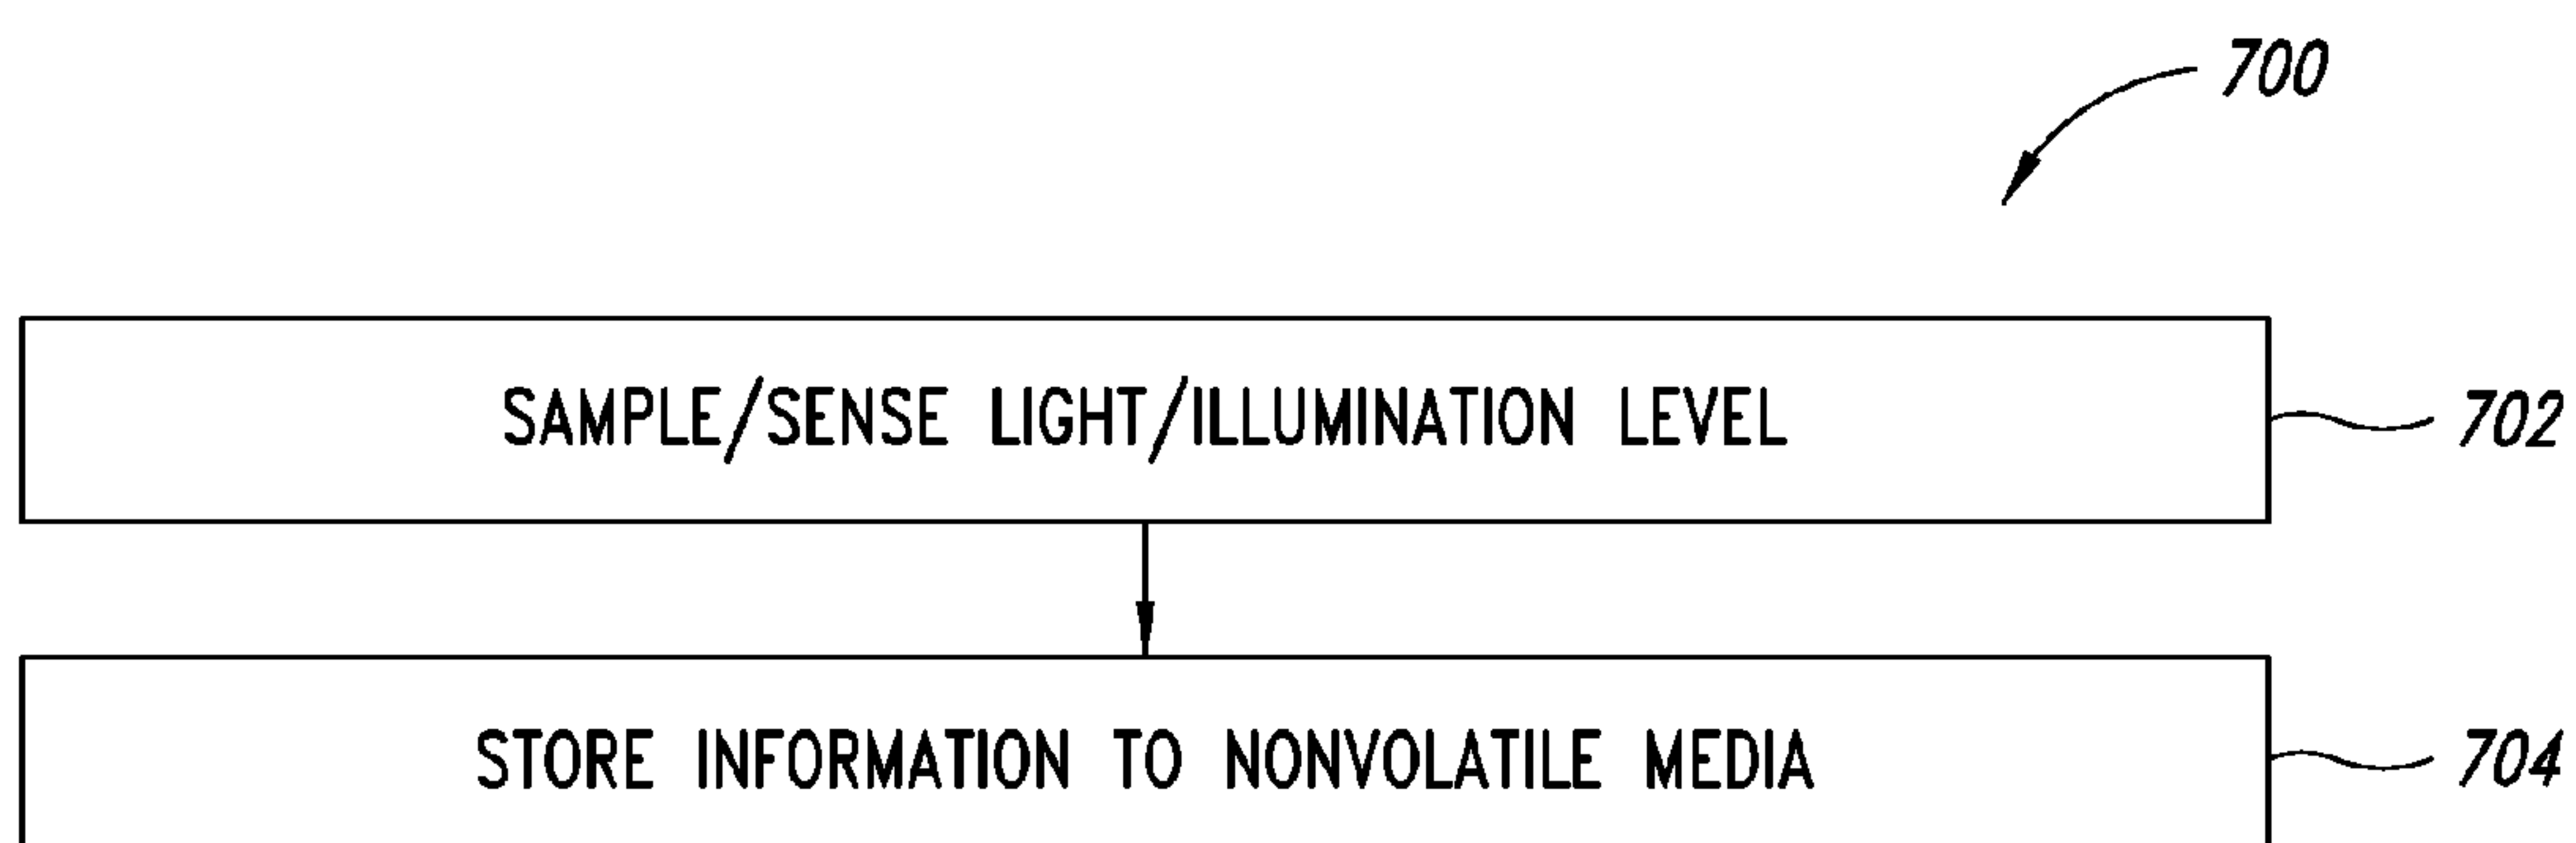 700
SAMPLE/SENSE LIGHT/ILLUMINATION LEVEL
702
STORE INFORMATION TO NONVOLATILE MEDIA
704